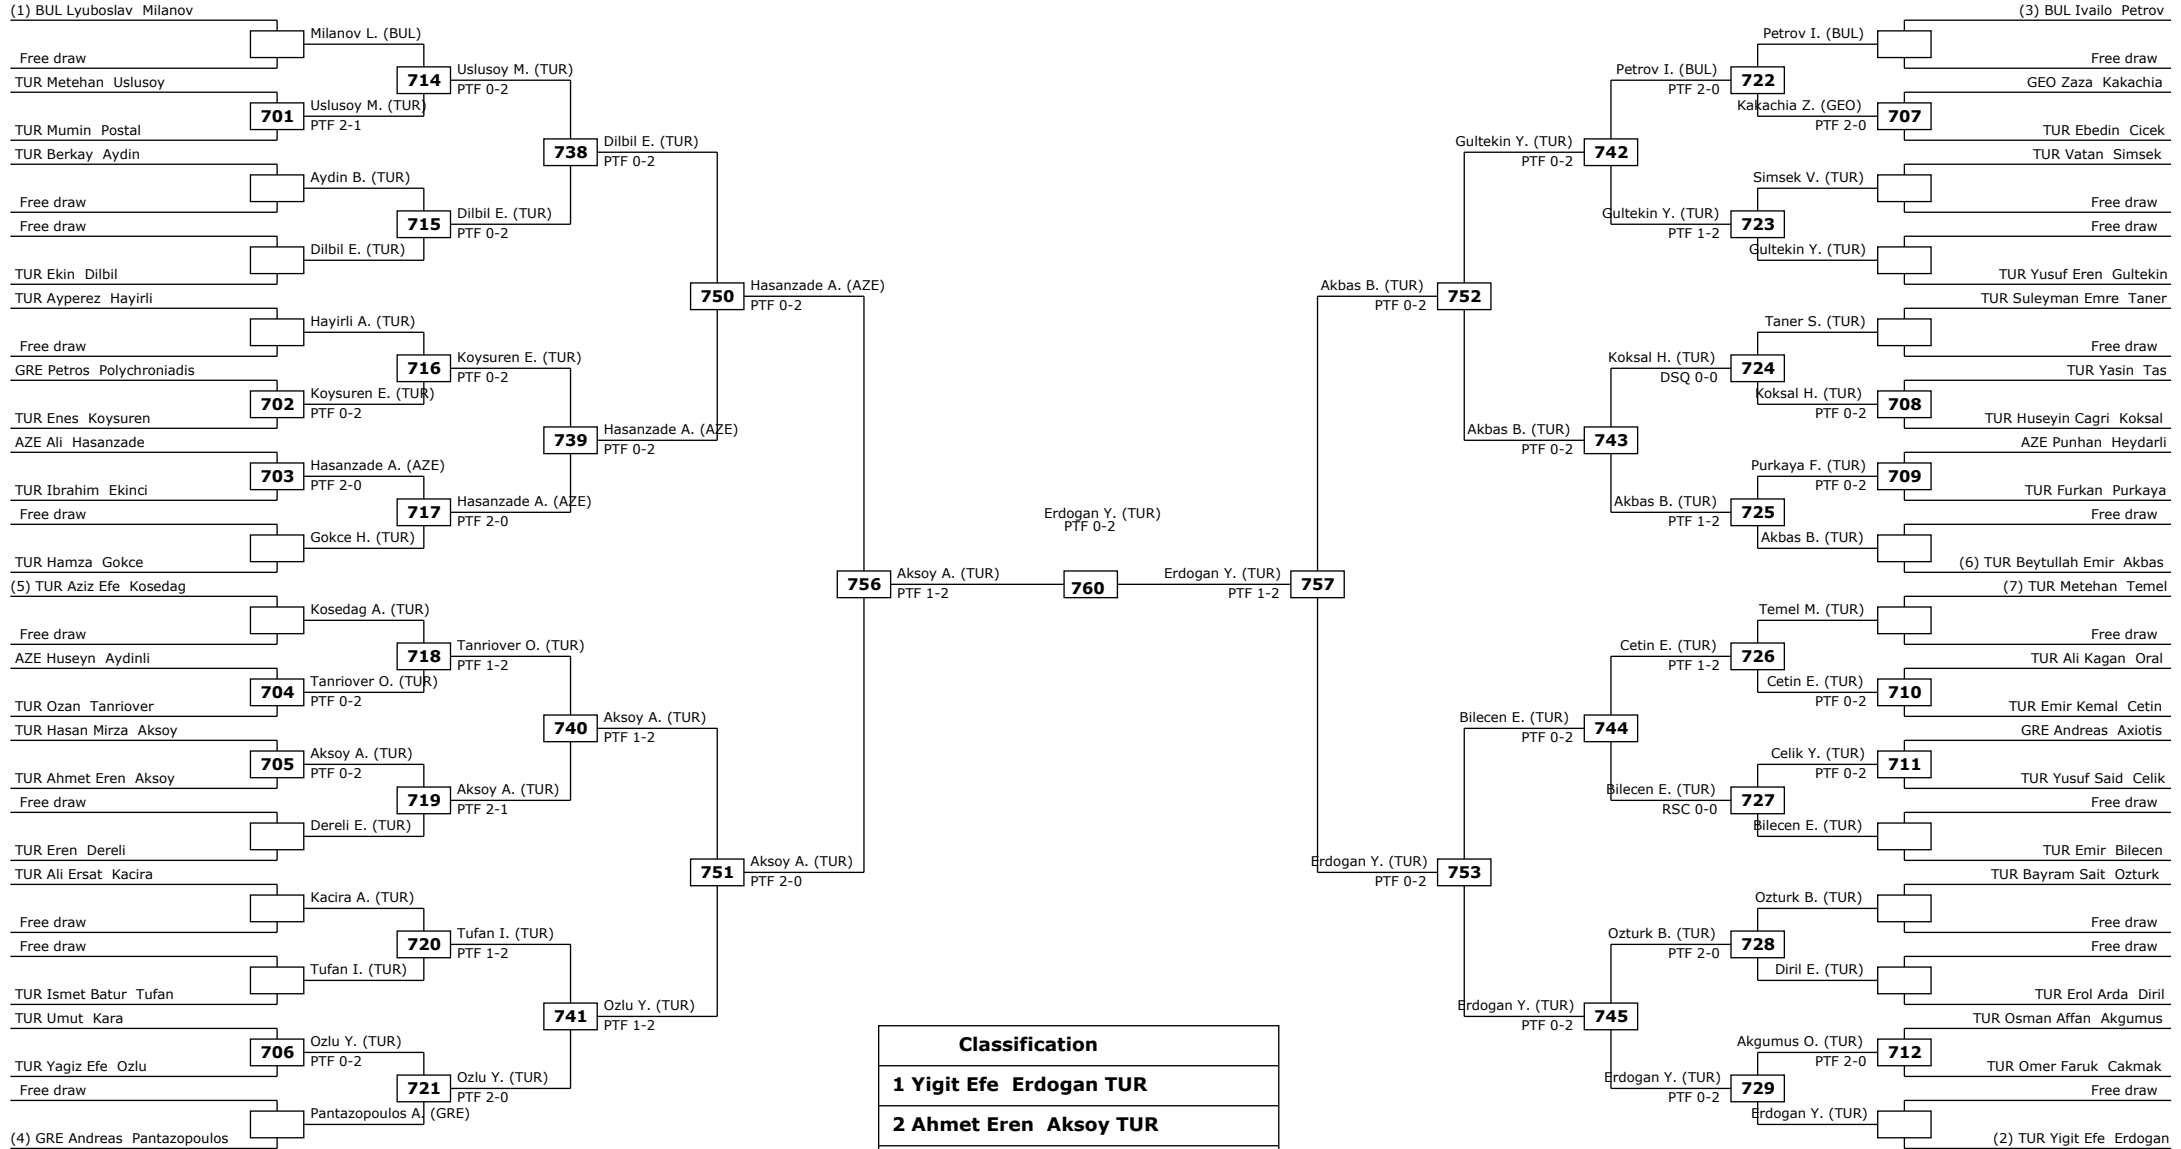 (1) BUL Lyuboslav Milanov
Milanov L. (BUL)
Free draw
TUR Metehan Uslusoy
714
Uslusoy M. (TUR)
PTF 0-2
701
Uslusoy M. (TUR)
PTF 2-1
TUR Mumin Postal
TUR Berkay Aydin
738
Dilbil E. (TUR)
PTF 0-2
Aydin B. (TUR)
Free draw
Free draw
715
Dilbil E. (TUR)
PTF 0-2
Dilbil E. (TUR)
TUR Ekin Dilbil
TUR Ayperez Hayirli
750
Hasanzade A. (AZE)
PTF 0-2
Hayirli A. (TUR)
Free draw
GRE Petros Polychroniadis
716
Koysuren E. (TUR)
PTF 0-2
702
Koysuren E. (TUR)
PTF 0-2
TUR Enes Koysuren
AZE Ali Hasanzade
739
Hasanzade A. (AZE)
PTF 0-2
703
Hasanzade A. (AZE)
PTF 2-0
TUR Ibrahim Ekinci
Free draw
717
Hasanzade A. (AZE)
PTF 2-0
Gokce H. (TUR)
TUR Hamza Gokce
(5) TUR Aziz Efe Kosedag
756
Aksoy A. (TUR)
PTF 1-2
Kosedag A. (TUR)
Free draw
AZE Huseyn Aydinli
718
Tanriover O. (TUR)
PTF 1-2
704
Tanriover O. (TUR)
PTF 0-2
TUR Ozan Tanriover
TUR Hasan Mirza Aksoy
740
Aksoy A. (TUR)
PTF 1-2
705
Aksoy A. (TUR)
PTF 0-2
TUR Ahmet Eren Aksoy
Free draw
719
Aksoy A. (TUR)
PTF 2-1
Dereli E. (TUR)
TUR Eren Dereli
TUR Ali Ersat Kacira
751
Aksoy A. (TUR)
PTF 2-0
Kacira A. (TUR)
Free draw
Free draw
720
Tufan I. (TUR)
PTF 1-2
Tufan I. (TUR)
TUR Ismet Batur Tufan
TUR Umut Kara
741
Ozlu Y. (TUR)
PTF 1-2
706
Ozlu Y. (TUR)
PTF 0-2
TUR Yagiz Efe Ozlu
Free draw
721
Ozlu Y. (TUR)
PTF 2-0
Pantazopoulos A. (GRE)
(4) GRE Andreas Pantazopoulos
Erdogan Y. (TUR)
PTF 0-2
760
(3) BUL Ivailo Petrov
Petrov I. (BUL)
Free draw
GEO Zaza Kakachia
Petrov I. (BUL)
PTF 2-0
722
Kakachia Z. (GEO)
PTF 2-0
707
TUR Ebedin Cicek
TUR Vatan Simsek
Gultekin Y. (TUR)
PTF 0-2
742
Simsek V. (TUR)
Free draw
Free draw
Gultekin Y. (TUR)
PTF 1-2
723
Gultekin Y. (TUR)
TUR Yusuf Eren Gultekin
TUR Suleyman Emre Taner
Akbas B. (TUR)
PTF 0-2
752
Taner S. (TUR)
Free draw
TUR Yasin Tas
Koksal H. (TUR)
DSQ 0-0
724
Koksal H. (TUR)
PTF 0-2
708
TUR Huseyin Cagri Koksal
AZE Punhan Heydarli
Akbas B. (TUR)
PTF 0-2
743
Purkaya F. (TUR)
PTF 0-2
709
TUR Furkan Purkaya
Free draw
Akbas B. (TUR)
PTF 1-2
725
Akbas B. (TUR)
(6) TUR Beytullah Emir Akbas
(7) TUR Metehan Temel
Erdogan Y. (TUR)
PTF 1-2
757
Temel M. (TUR)
Free draw
TUR Ali Kagan Oral
Cetin E. (TUR)
PTF 1-2
726
Cetin E. (TUR)
PTF 0-2
710
TUR Emir Kemal Cetin
GRE Andreas Axiotis
Bilecen E. (TUR)
PTF 0-2
744
Celik Y. (TUR)
PTF 0-2
711
TUR Yusuf Said Celik
Free draw
Bilecen E. (TUR)
RSC 0-0
727
Bilecen E. (TUR)
TUR Emir Bilecen
TUR Bayram Sait Ozturk
Erdogan Y. (TUR)
PTF 0-2
753
Ozturk B. (TUR)
Free draw
Free draw
Ozturk B. (TUR)
PTF 2-0
728
Diril E. (TUR)
TUR Erol Arda Diril
TUR Osman Affan Akgumus
Erdogan Y. (TUR)
PTF 0-2
745
Akgumus O. (TUR)
PTF 2-0
712
TUR Omer Faruk Cakmak
Free draw
Erdogan Y. (TUR)
PTF 0-2
729
Erdogan Y. (TUR)
(2) TUR Yigit Efe Erdogan
Classification
1 Yigit Efe Erdogan TUR
2 Ahmet Eren Aksoy TUR